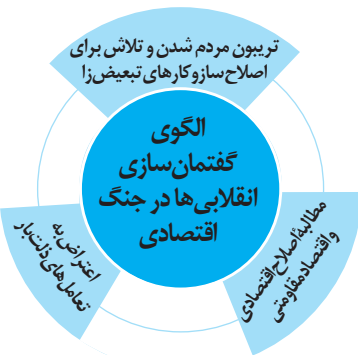 تریبون مردم شدن و تلاش برای
اصلاح سازوکارهای تبعیض‌زا
الگوی
گفتمان‌سازی
انقلابی‌ها در جنگ
اقتصادی
مطالبهٔ اصلاح اقتصادی
و اقتصاد مقاومتی
اعتراض به
تعامل‌های ذلت‌بار